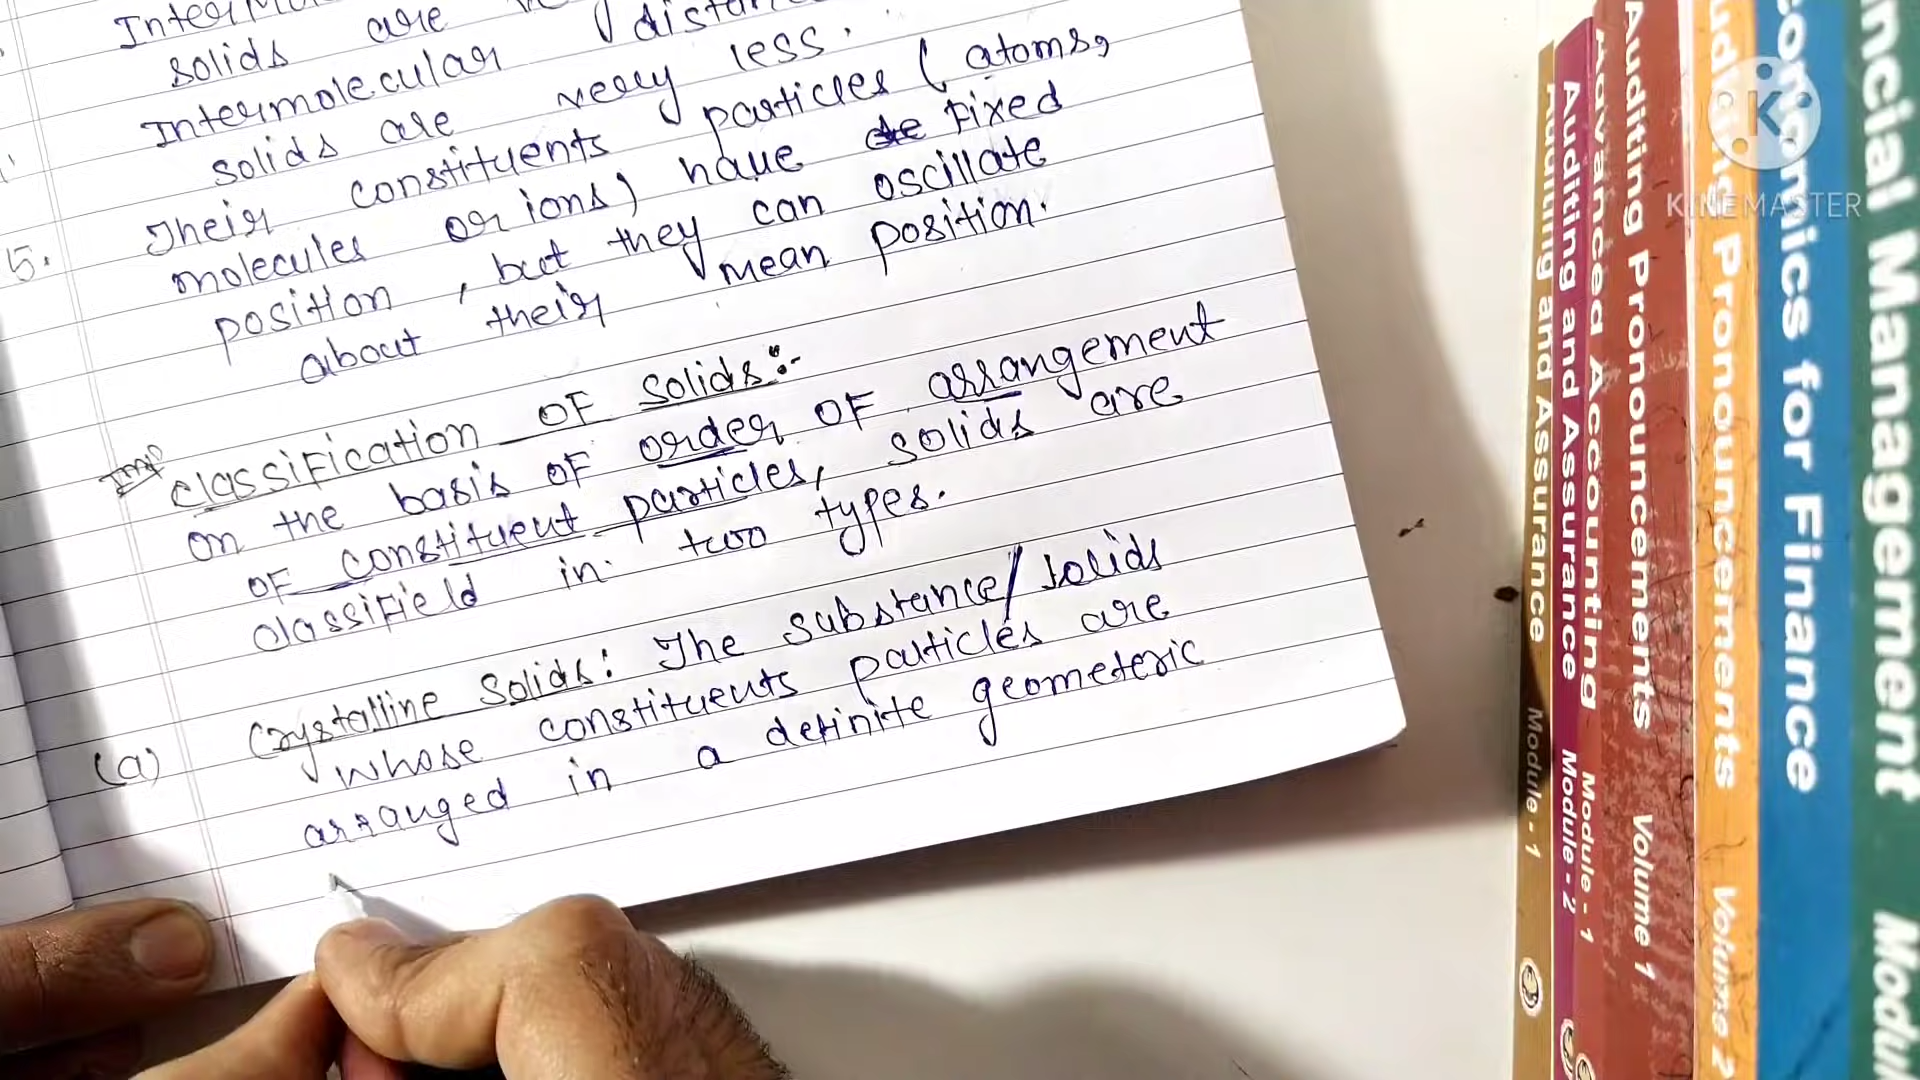 solids are
Intermolecular
solids are very less.
Their constituents particles (atoms,
molecules or ions) have fixed
5.
position, but they can oscillate
about their mean position.
Imp
Classification OF Solids:-
on the basis of order OF arrangement
OF constituent particles, solids are
classifield in two types.
(a) Crystalline Solids: The substance/solids
whose constituents particles are
arranged in a definite geometeric
Auditing and Assurance Module - 1
Auditing and Assurance Module - 2
Advanced Accounting Module - 1
Auditing Pronouncements Volume 1
Auditing Pronouncements Volume 2
Economics for Finance
ncial Management Modul
K
KINEMASTER